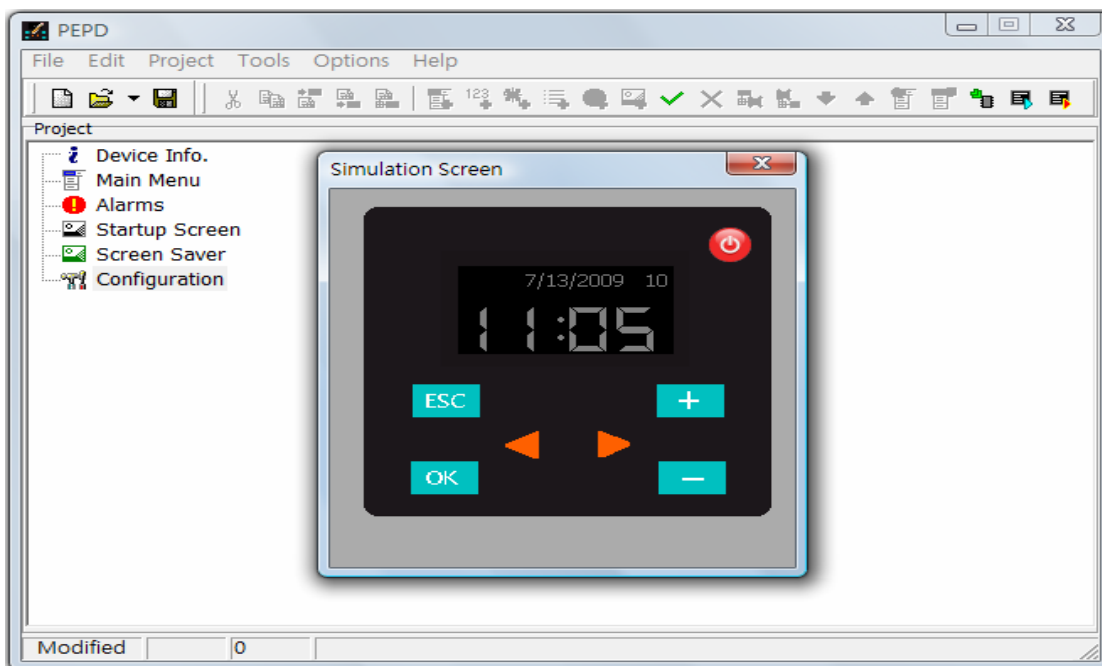 PEPD
File Edit Project Tools Options Help
123
Project
Device Info.
Main Menu
Alarms
Startup Screen
Screen Saver
Configuration
Simulation Screen
7/13/2009 10
11:05
ESC +
OK −
Modified 0